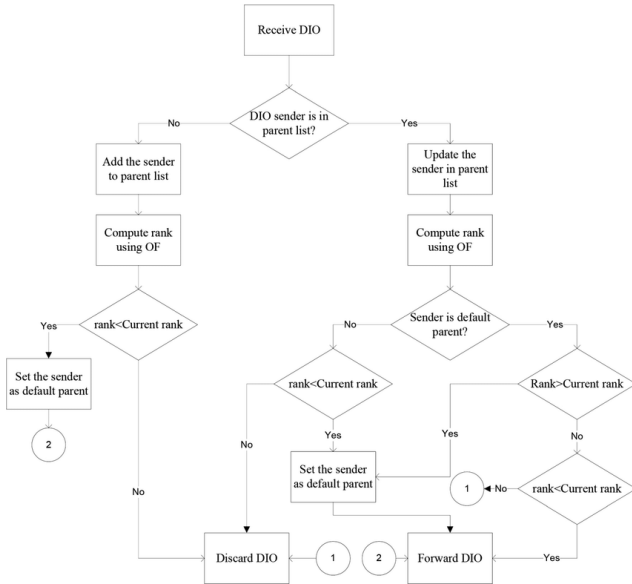 Receive DIO
DIO sender is in
parent list?
No
Yes
Add the sender
to parent list
Update the
sender in parent
list
Compute rank
using OF
Compute rank
using OF
rank<Current rank
Sender is default
parent?
Yes
No
Yes
Set the sender
as default parent
rank<Current rank
Rank>Current rank
2
No
Yes
Yes
No
Set the sender
as default parent
1
No
rank<Current rank
No
Discard DIO
1
2
Forward DIO
Yes